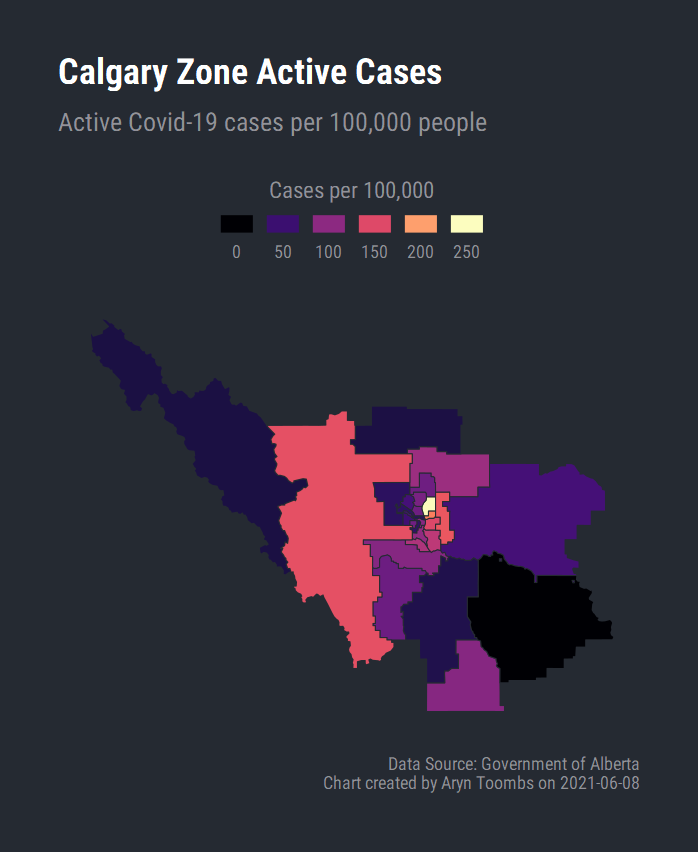 Calgary Zone Active Cases
Active Covid-19 cases per 100,000 people
Cases per 100,000
0 50 100 150 200 250
Data Source: Government of Alberta
Chart created by Aryn Toombs on 2021-06-08